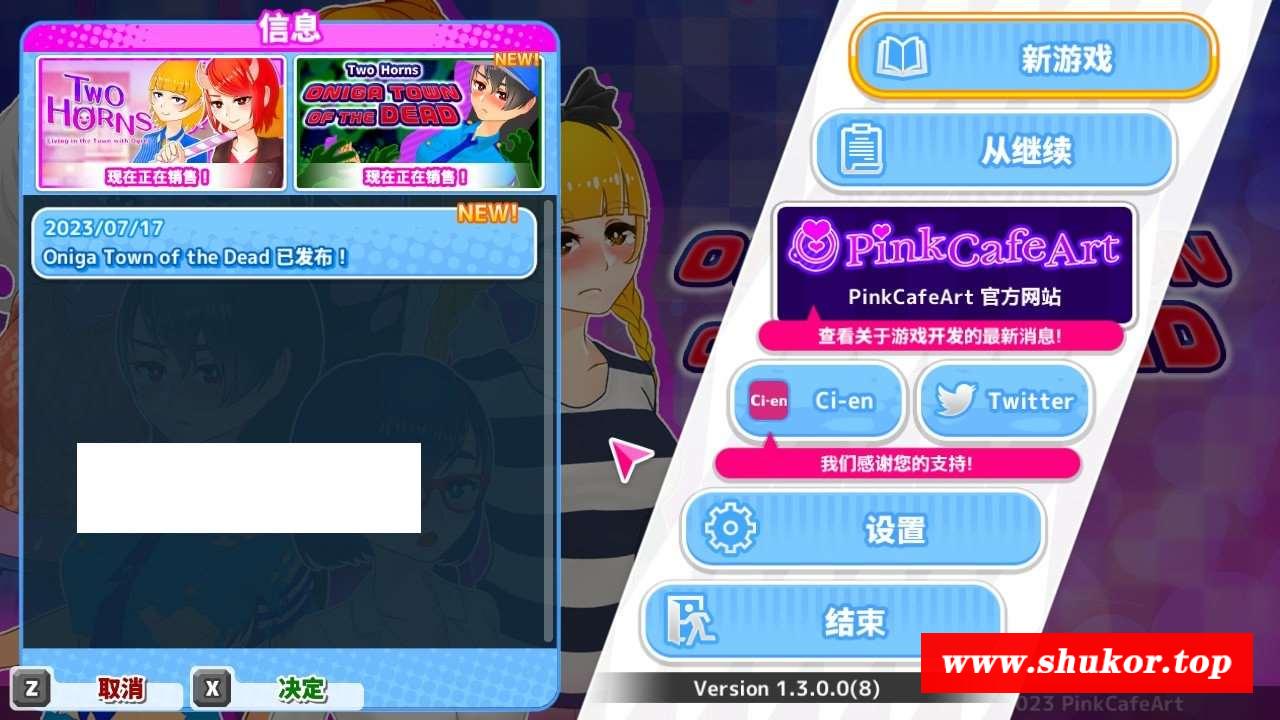 信息
Two
HORNS
Living in the Town with Ogre
现在正在销售！
NEW!
Two Horns
ONIGA TOWN
OF THE DEAD
现在正在销售！
NEW!
2023/07/17
Oniga Town of the Dead 已发布！
Z 取消
X 决定
新游戏
从继续
PinkCafeArt
PinkCafeArt 官方网站
查看关于游戏开发的最新消息!
Ci-en Ci-en
Twitter
我们感谢您的支持!
设置
结束
www.shukor.top
Version 1.3.0.0(8)
023 PinkCafeArt